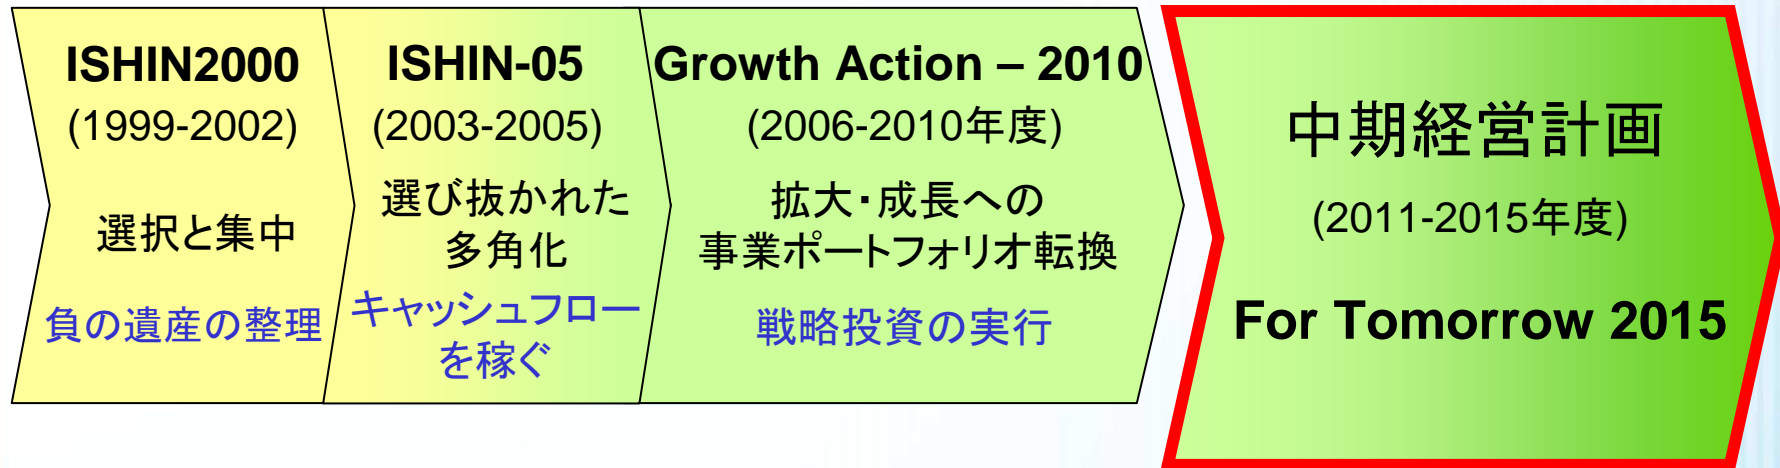 ISHIN2000
(1999-2002)
選択と集中
負の遺産の整理
ISHIN-05
(2003-2005)
選び抜かれた
多角化
キャッシュフロー
を稼ぐ
Growth Action – 2010
(2006-2010年度)
拡大・成長への
事業ポートフォリオ転換
戦略投資の実行
中期経営計画
(2011-2015年度)
For Tomorrow 2015